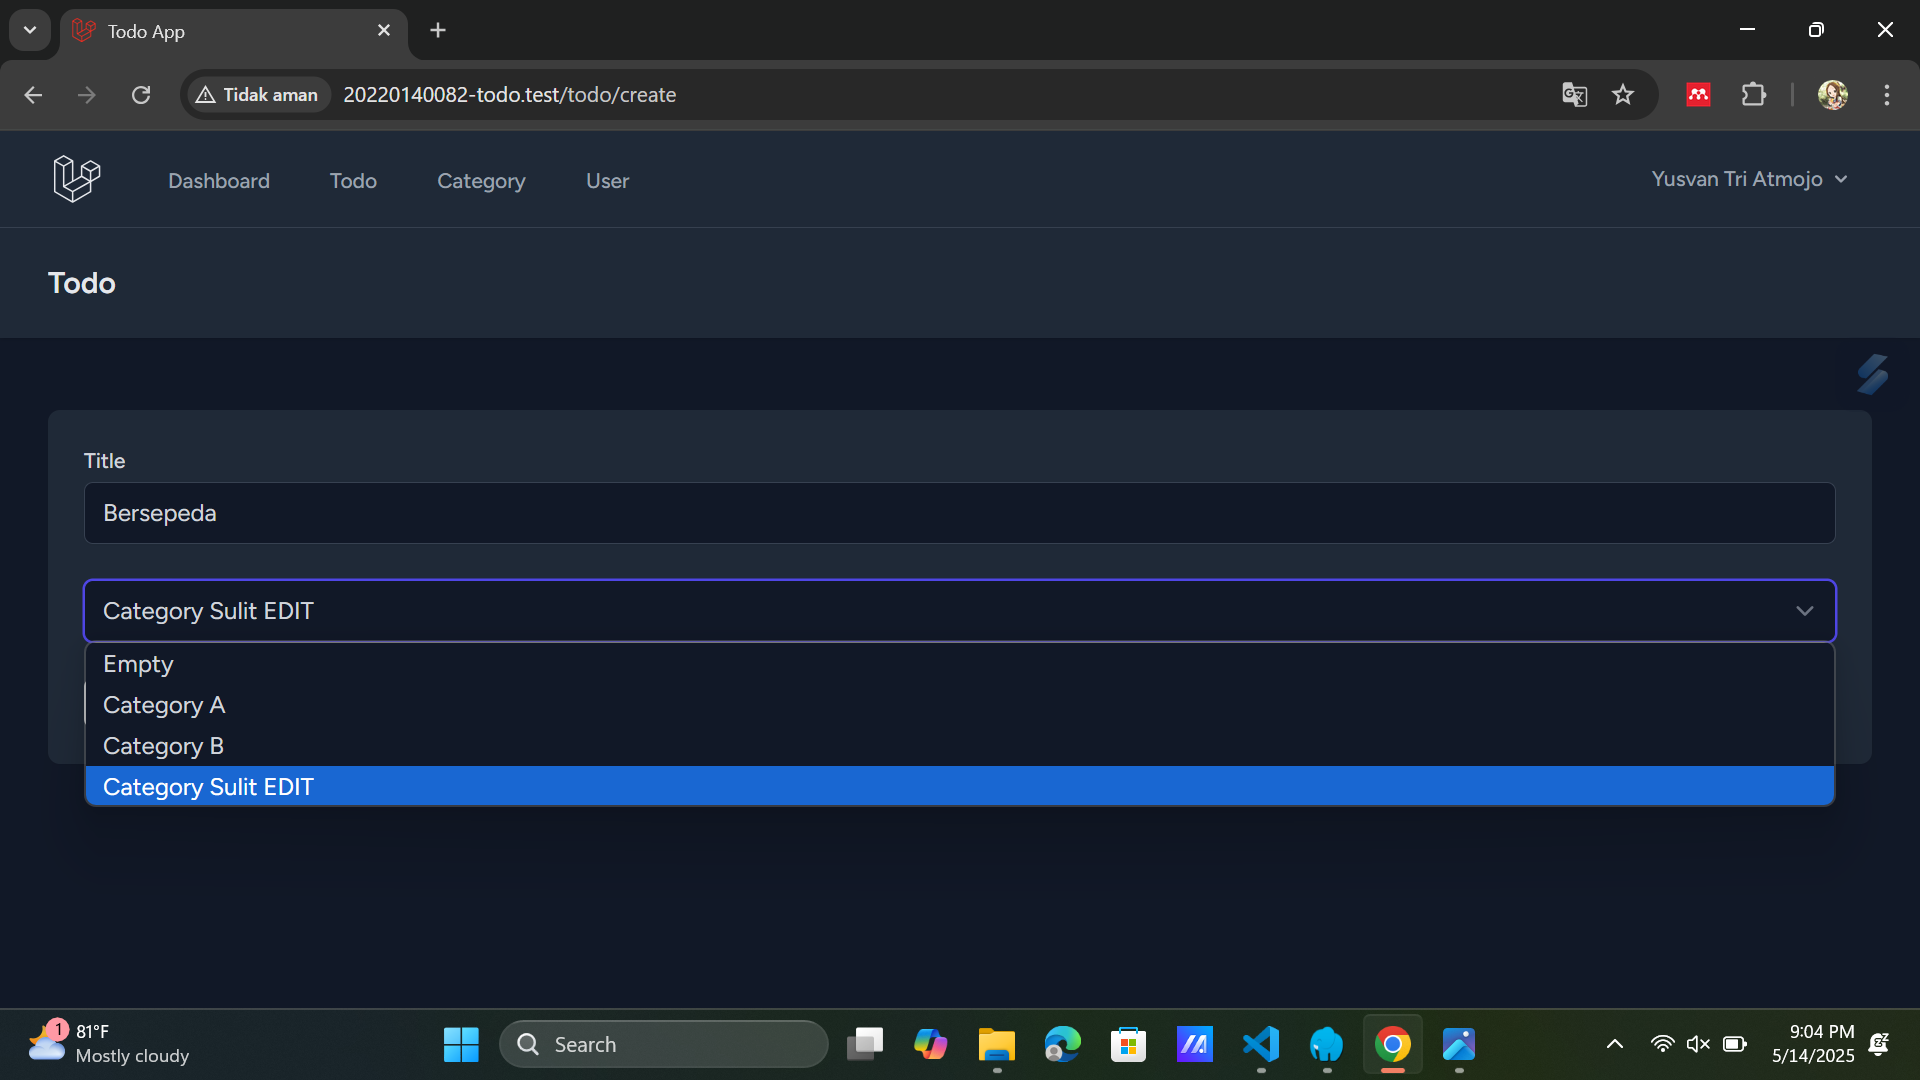 Todo App
Tidak aman
20220140082-todo.test/todo/create
Dashboard
Todo
Category
User
Yusvan Tri Atmojo
Todo
Title
Bersepeda
Category Sulit EDIT
Empty
Category A
Category B
Category Sulit EDIT
1
81°F
Mostly cloudy
Search
9:04 PM
5/14/2025